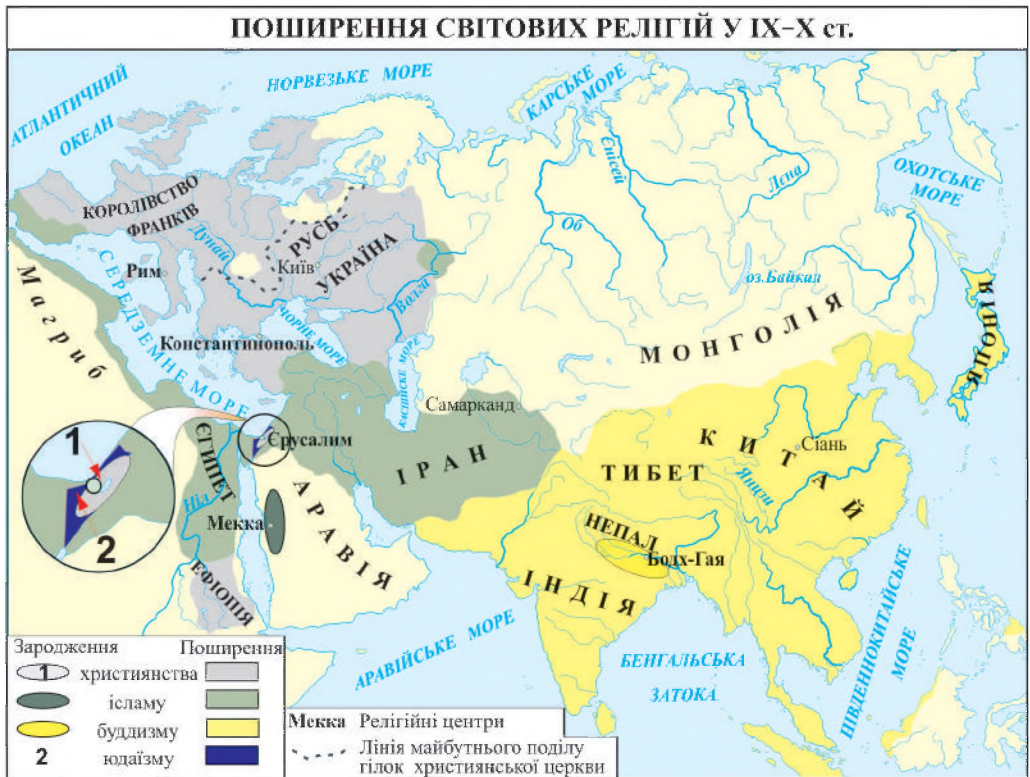 ПОШИРЕННЯ СВІТОВИХ РЕЛІГІЙ У ІХ–Х ст.
АТЛАНТИЧНИЙ
ОКЕАН
НОРВЕЗЬКЕ МОРЕ
КАРСЬКЕ
МОРЕ
Єнісей
Лєна
ОХОТСЬКЕ
МОРЕ
КОРОЛІВСТВО
ФРАНКІВ
Дунай
РУСЬ
УКРАЇНА
Київ
Об
оз.Байкал
Рим
Волга
Магриб
СЕРЕДЗЕМНЕ МОРЕ
Константинополь
ЧОРНЕ МОРЕ
КАСПІЙСЬКЕ МОРЕ
МОНГОЛІЯ
ЯПОНІЯ
Самарканд
Єрусалим
1
2
ЄГИПЕТ
Ніл
ІРАН
КИТАЙ
Сіань
ТИБЕТ
Янцзи
Мекка
АРАВІЯ
НЕПАЛ
Бодх-Гая
ІНДІЯ
ЕФІОПІЯ
АРАВІЙСЬКЕ МОРЕ
БЕНГАЛЬСЬКА
ЗАТОКА
ПІВДЕННОКИТАЙСЬКЕ
МОРЕ
Зародження Поширення
1 християнства
ісламу
буддизму
2 юдаїзму
Мекка Релігійні центри
Лінія майбутнього поділу
гілок християнської церкви